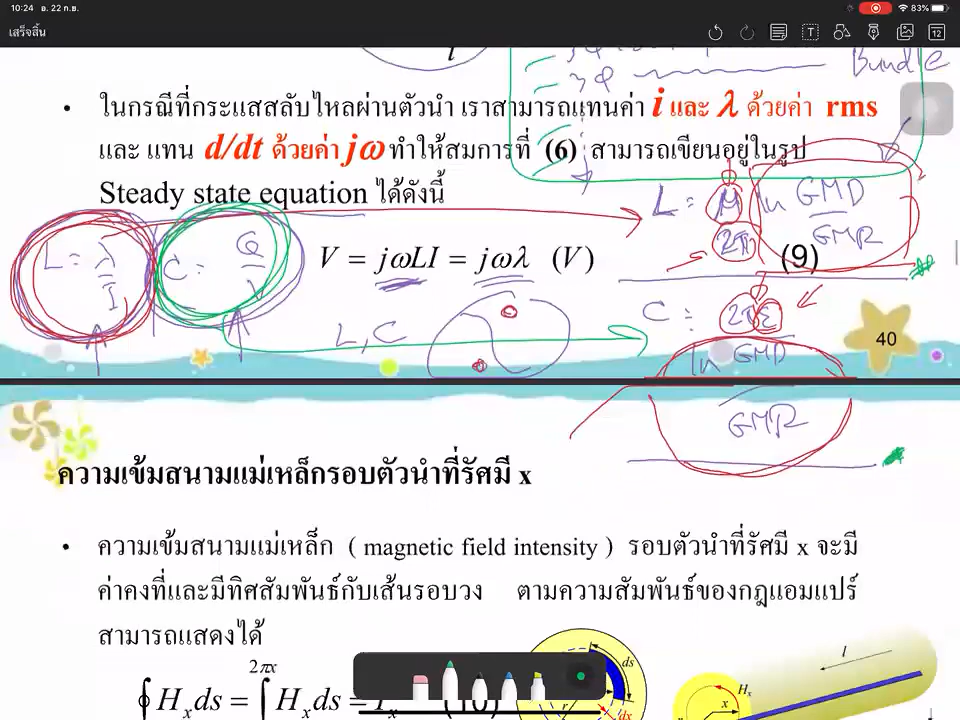 10:24 อ. 22 ก.ย.
83%
เสร็จสิ้น
T
12
l
Bundle
• ในกรณีที่กระแสสลับไหลผ่านตัวนำ เราสามารถแทนค่า i และ λ ด้วยค่า rms
และ แทน d/dt ด้วยค่า jω ทำให้สมการที่ (6) สามารถเขียนอยู่ในรูป
Steady state equation ได้ดังนี้
L = λ/I C = Q/V V = jωLI = jωλ (V) (9)
L = μ/2π ln GMD/GMR
L, C
C = 2πε / ln GMD/GMR
40
ความเข้มสนามแม่เหล็กรอบตัวนำที่รัศมี x
• ความเข้มสนามแม่เหล็ก ( magnetic field intensity ) รอบตัวนำที่รัศมี x จะมี
ค่าคงที่และมีทิศสัมพันธ์กับเส้นรอบวง ตามความสัมพันธ์ของกฎแอมแปร์
สามารถแสดงได้
∮ Hₓds = ∫ 2πx Hₓds = Iₓ (10)
ds
dx
r
l
Hₓ
x